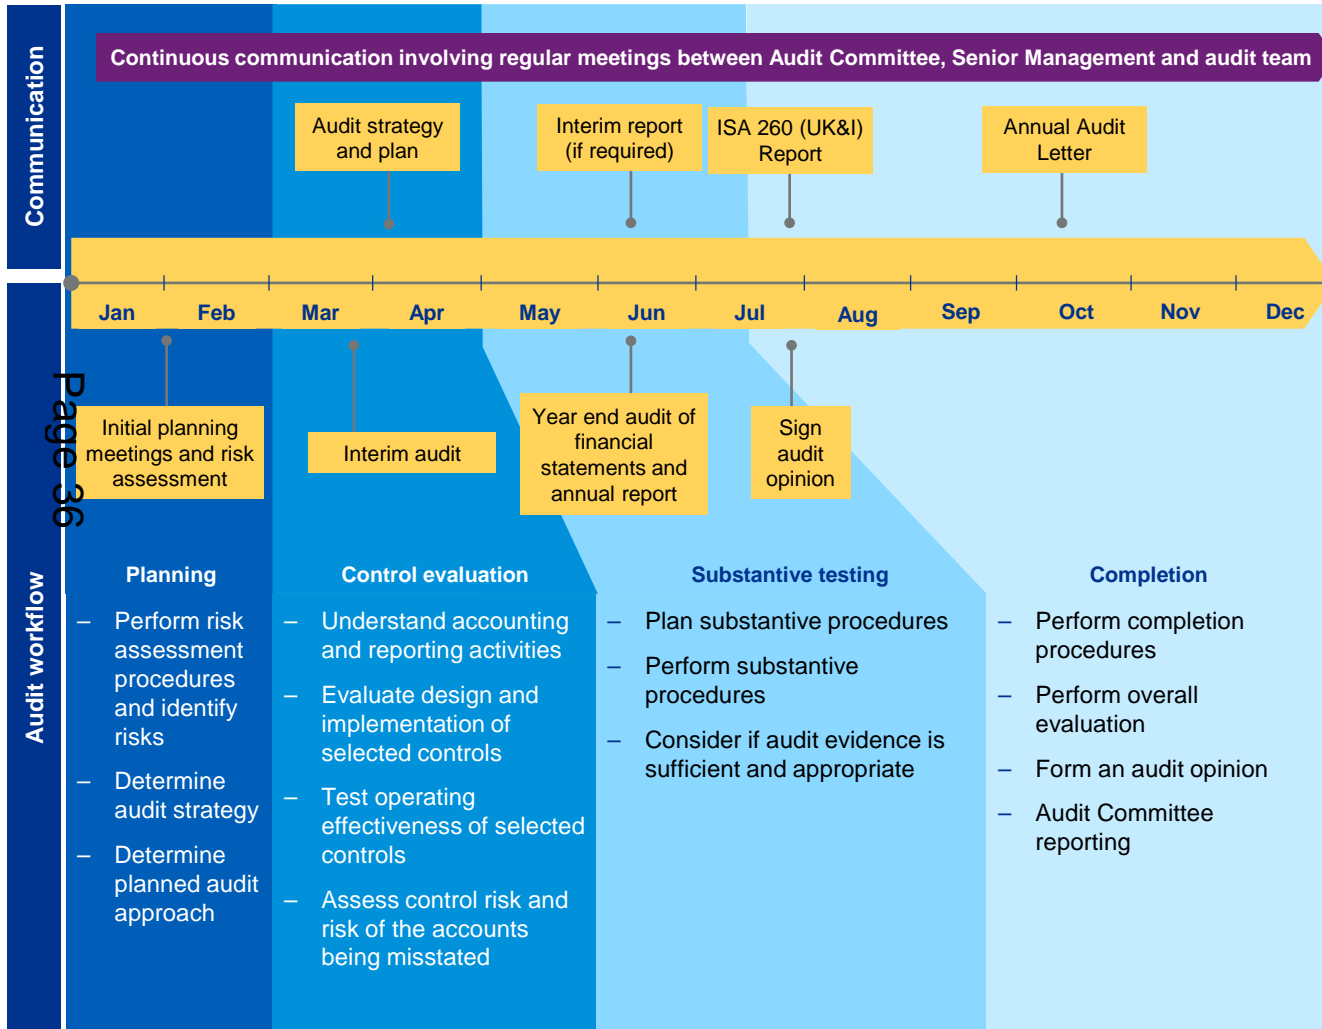 Communication
Continuous communication involving regular meetings between Audit Committee, Senior Management and audit team
Audit strategy
and plan
Interim report
(if required)
ISA 260 (UK&I)
Report
Annual Audit
Letter
Jan Feb Mar Apr May Jun Jul Aug Sep Oct Nov Dec
Page 36
Initial planning
meetings and risk
assessment
Interim audit
Year end audit of
financial
statements and
annual report
Sign
audit
opinion
Audit workflow
Planning
– Perform risk
assessment
procedures
and identify
risks
– Determine
audit strategy
– Determine
planned audit
approach
Control evaluation
– Understand accounting
and reporting activities
– Evaluate design and
implementation of
selected controls
– Test operating
effectiveness of selected
controls
– Assess control risk and
risk of the accounts
being misstated
Substantive testing
– Plan substantive procedures
– Perform substantive
procedures
– Consider if audit evidence is
sufficient and appropriate
Completion
– Perform completion
procedures
– Perform overall
evaluation
– Form an audit opinion
– Audit Committee
reporting